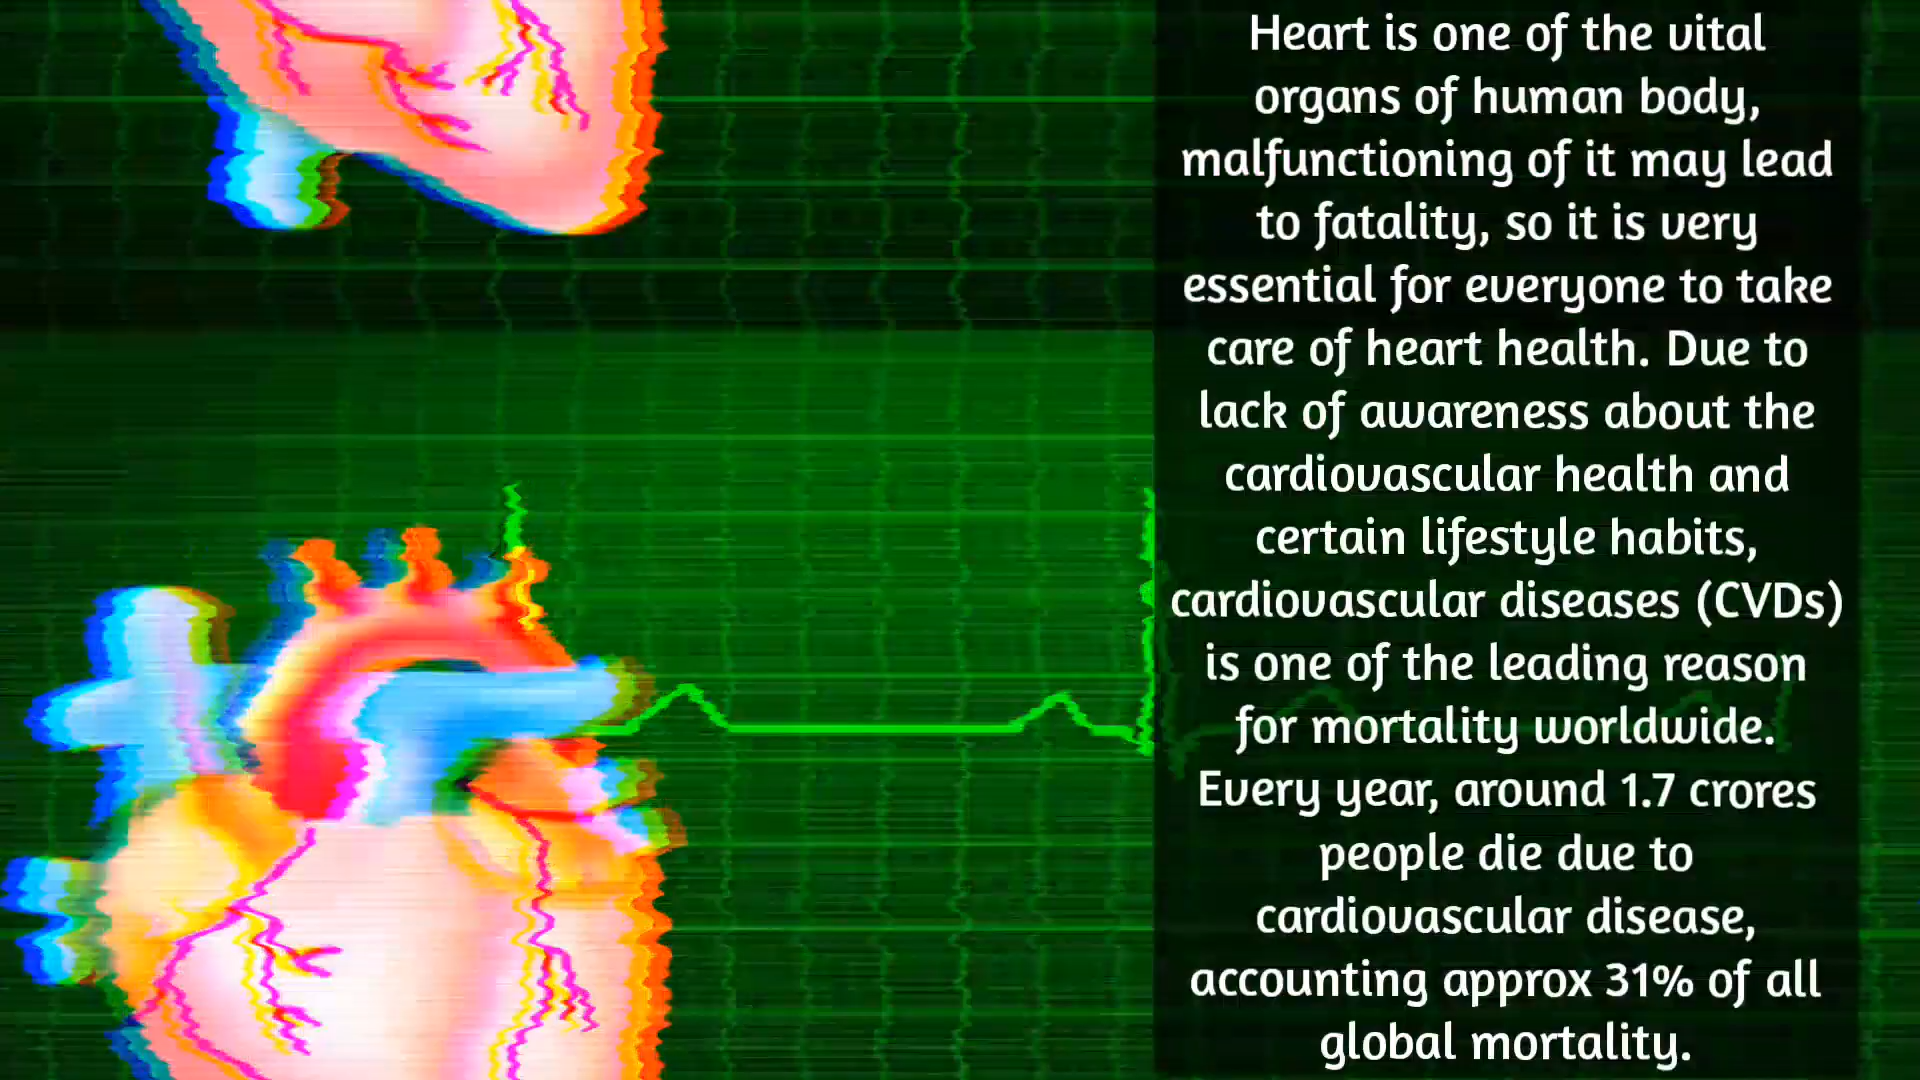 Heart is one of the vital
organs of human body,
malfunctioning of it may lead
to fatality, so it is very
essential for everyone to take
care of heart health. Due to
lack of awareness about the
cardiovascular health and
certain lifestyle habits,
cardiovascular diseases (CVDs)
is one of the leading reason
for mortality worldwide.
Every year, around 1.7 crores
people die due to
cardiovascular disease,
accounting approx 31% of all
global mortality.